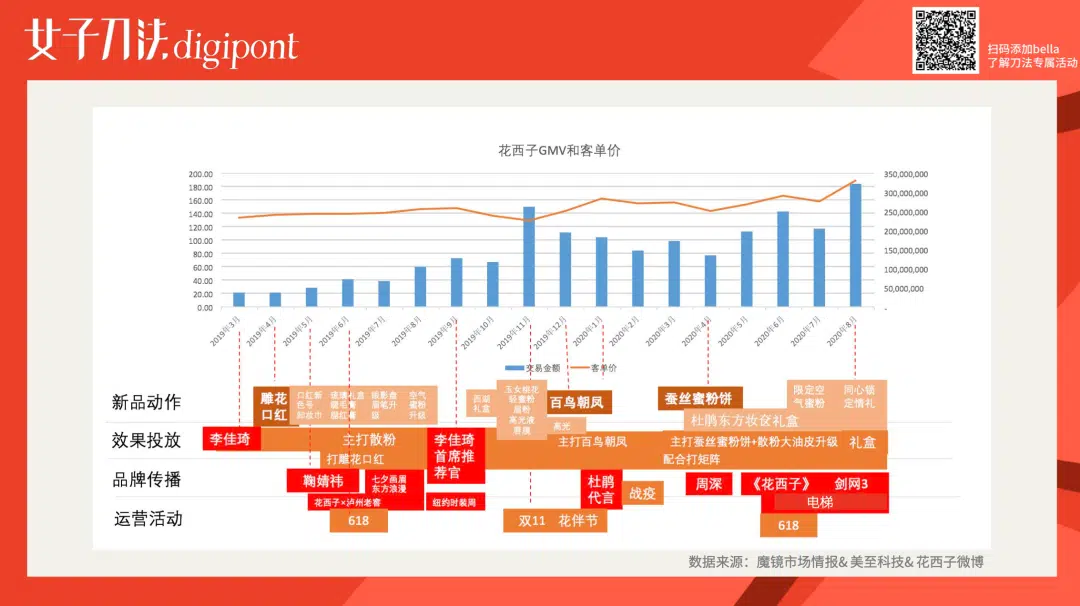 女子刀法digipont
扫码添加bella
了解刀法专属活动
花西子GMV和客单价
200.00
180.00
160.00
140.00
120.00
100.00
80.00
60.00
40.00
20.00
0.00
350,000,000
300,000,000
250,000,000
200,000,000
150,000,000
100,000,000
50,000,000
-
2019年3月
2019年4月
2019年5月
2019年6月
2019年7月
2019年8月
2019年9月
2019年10月
2019年11月
2019年12月
2020年1月
2020年2月
2020年3月
2020年4月
2020年5月
2020年6月
2020年7月
2020年8月
交易金额
客单价
新品动作
雕花
口红
口红新
色号
玻璃礼盒
眉笔升
级
空气
蜜粉
升级
西湖
礼盒
玉女桃花
轻蜜粉
眉粉
高光液
高光
百鸟朝凤
蚕丝蜜粉饼
杜鹃东方妆奁礼盒
限定空
气蜜粉
同心锁
定情礼
效果投放
李佳琦
主打散粉
打雕花口红
李佳琦
首席推
荐官
主打百鸟朝凤
主打蚕丝蜜粉饼+散粉大油皮升级
配合打矩阵
礼盒
品牌传播
鞠婧祎
七夕画眉
东方浪漫
花西子×泸州老窖
纽约时装周
杜鹃
代言
战疫
周深
《花西子》
剑网3
电梯
运营活动
618
双11
花伴节
618
数据来源：魔镜市场情报&美至科技&花西子微博